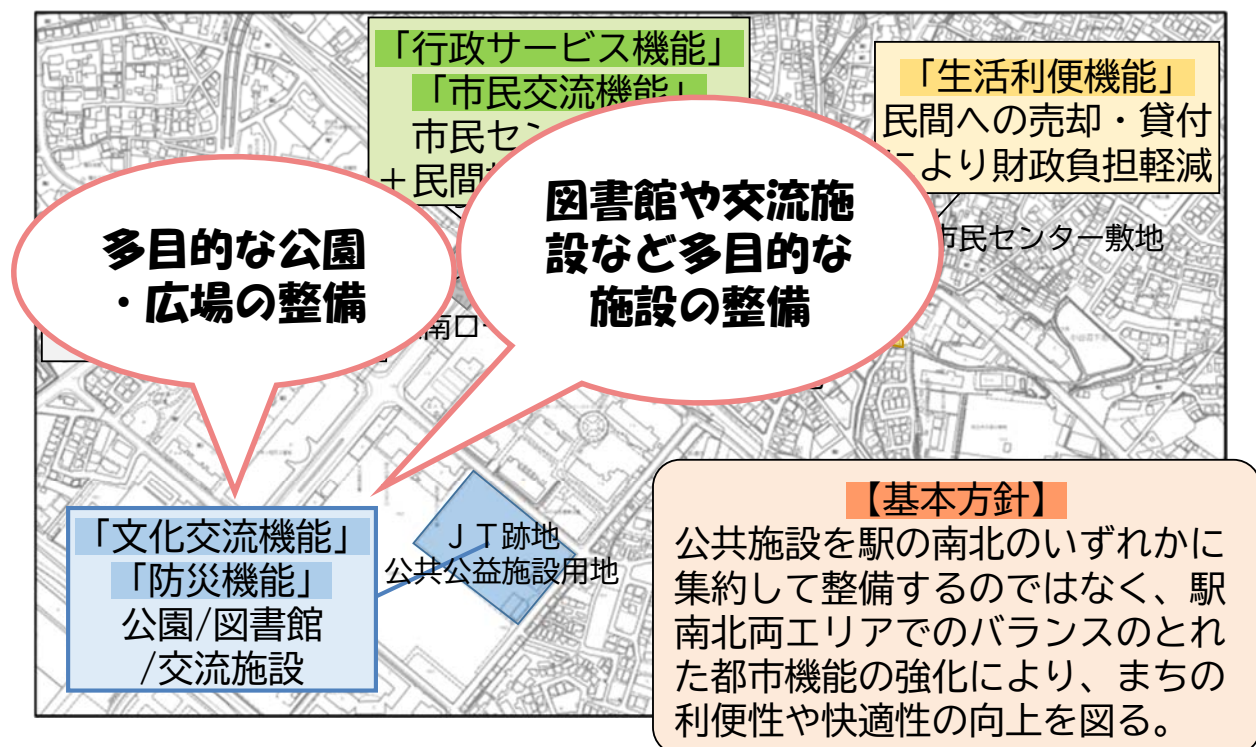 「行政サービス機能」
「市民交流機能」
市民セン
＋民間
「生活利便機能」
民間への売却・貸付
により財政負担軽減
市民センター敷地
多目的な公園
・広場の整備
図書館や交流施
設など多目的な
施設の整備
南口
「文化交流機能」
「防災機能」
公園/図書館
/交流施設
ＪＴ跡地
公共公益施設用地
【基本方針】
公共施設を駅の南北のいずれかに
集約して整備するのではなく、駅
南北両エリアでのバランスのとれ
た都市機能の強化により、まちの
利便性や快適性の向上を図る。